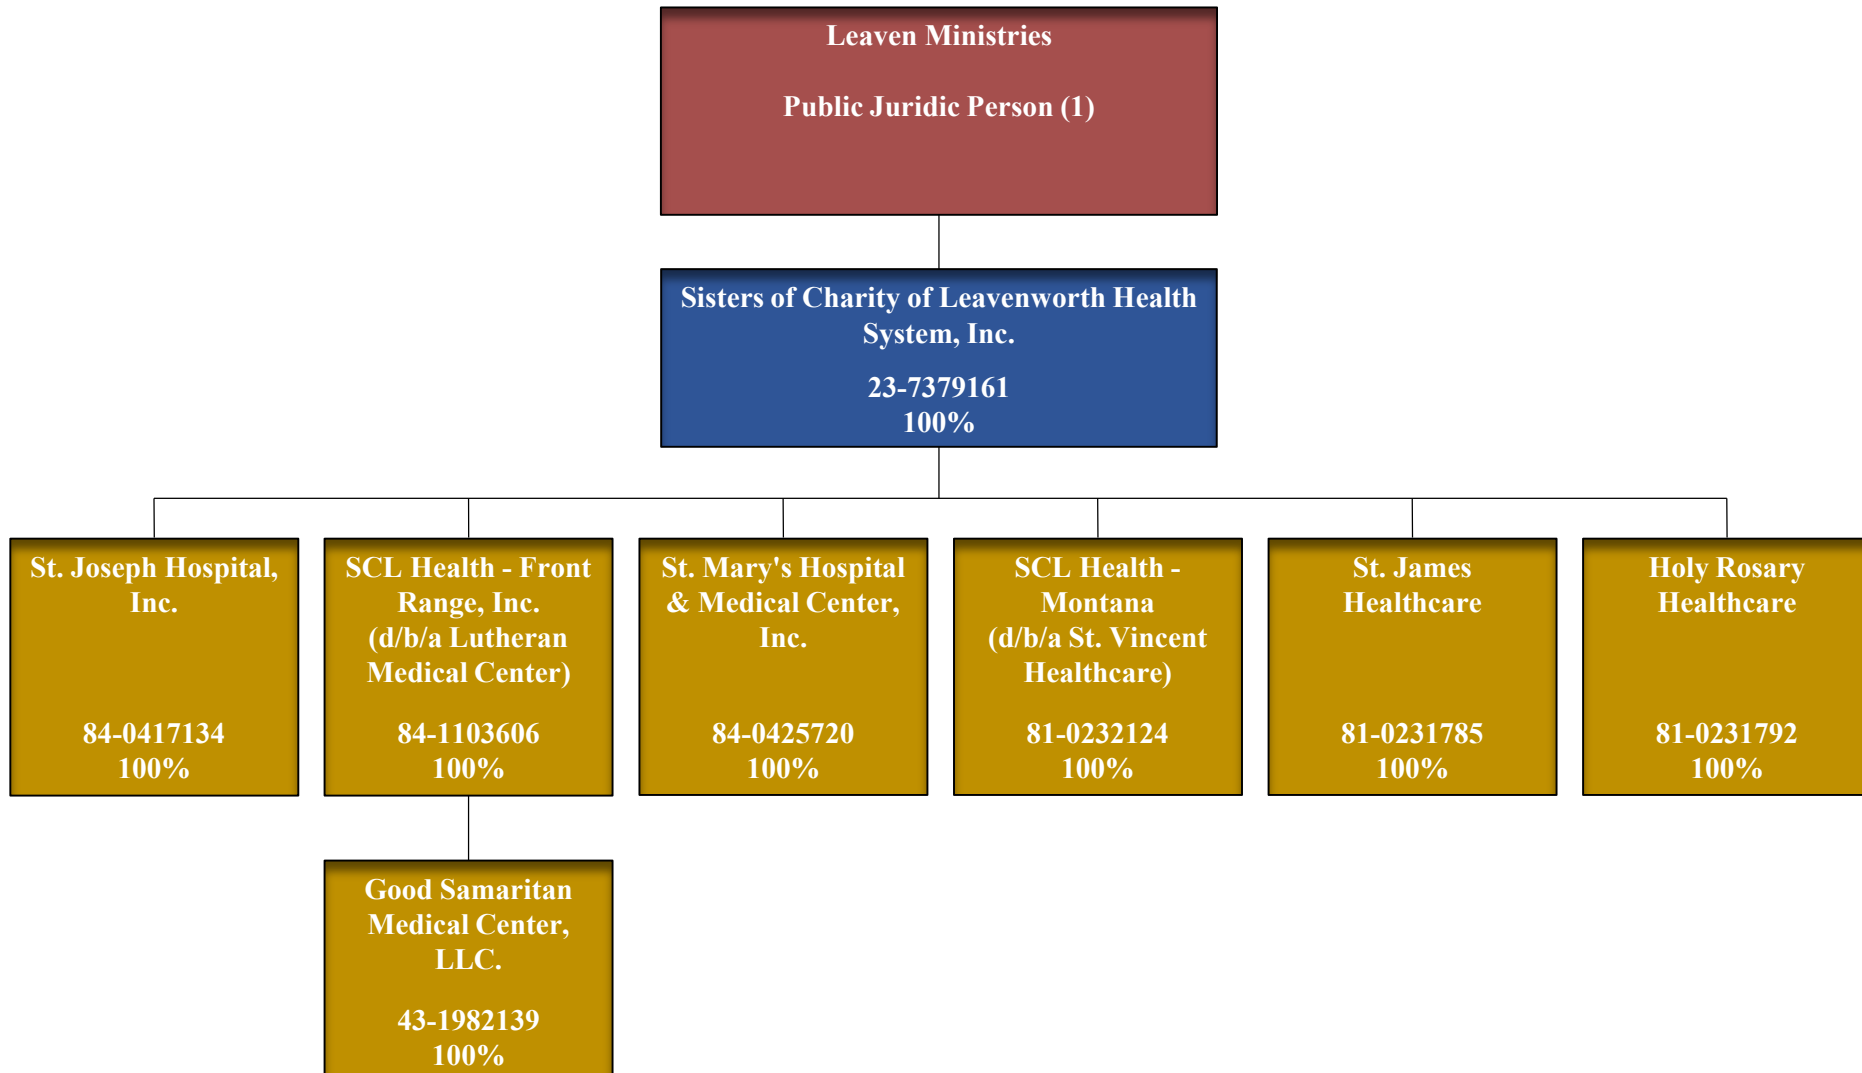 Leaven Ministries
Public Juridic Person (1)
Sisters of Charity of Leavenworth Health
System, Inc.
23-7379161
100%
St. Joseph Hospital,
Inc.
84-0417134
100%
SCL Health - Front
Range, Inc.
(d/b/a Lutheran
Medical Center)
84-1103606
100%
St. Mary's Hospital
& Medical Center,
Inc.
84-0425720
100%
SCL Health -
Montana
(d/b/a St. Vincent
Healthcare)
81-0232124
100%
St. James
Healthcare
81-0231785
100%
Holy Rosary
Healthcare
81-0231792
100%
Good Samaritan
Medical Center,
LLC.
43-1982139
100%